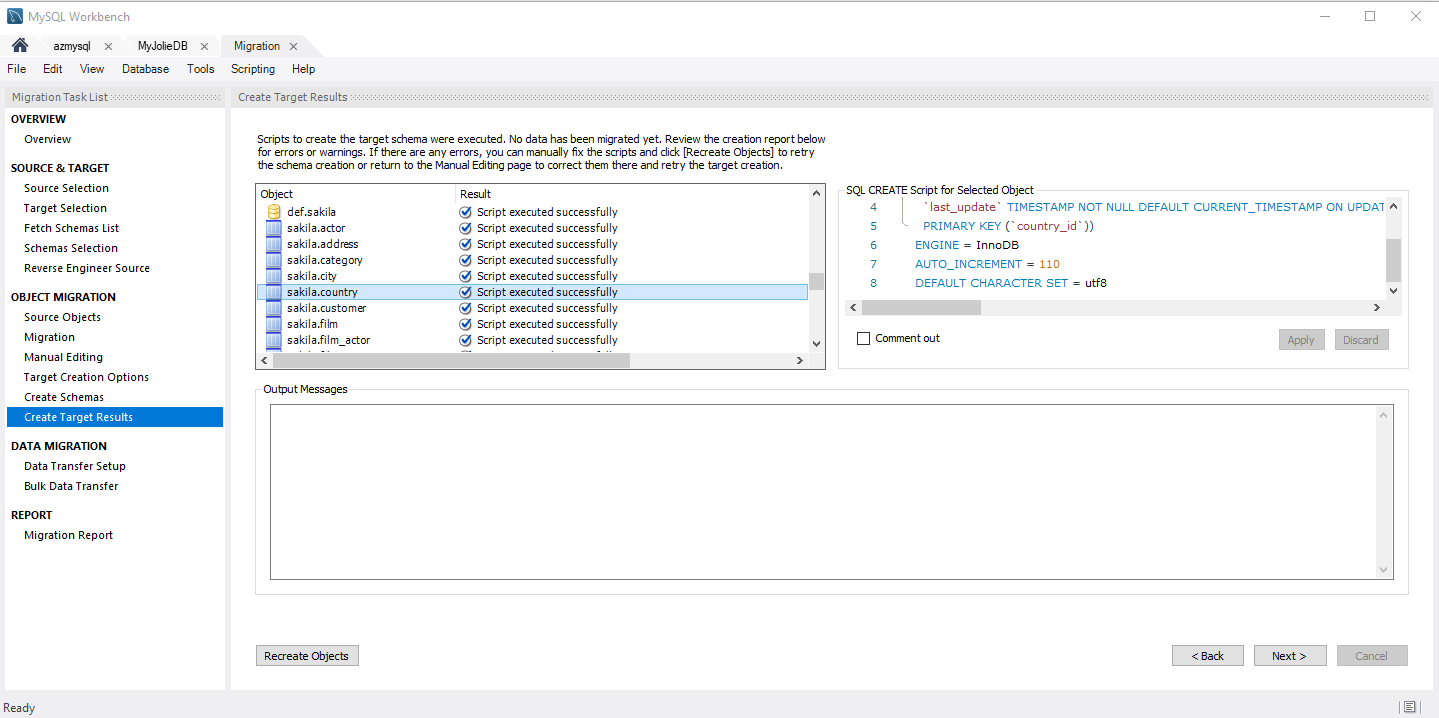 MySQL Workbench
azmysql
MyJolieDB
Migration
File Edit View Database Tools Scripting Help
Migration Task List
OVERVIEW
Overview
SOURCE & TARGET
Source Selection
Target Selection
Fetch Schemas List
Schemas Selection
Reverse Engineer Source
OBJECT MIGRATION
Source Objects
Migration
Manual Editing
Target Creation Options
Create Schemas
Create Target Results
DATA MIGRATION
Data Transfer Setup
Bulk Data Transfer
REPORT
Migration Report
Create Target Results
Scripts to create the target schema were executed. No data has been migrated yet. Review the creation report below
for errors or warnings. If there are any errors, you can manually fix the scripts and click [Recreate Objects] to retry
the schema creation or return to the Manual Editing page to correct them there and retry the target creation.
Object Result
def.sakila Script executed successfully
sakila.actor Script executed successfully
sakila.address Script executed successfully
sakila.category Script executed successfully
sakila.city Script executed successfully
sakila.country Script executed successfully
sakila.customer Script executed successfully
sakila.film Script executed successfully
sakila.film_actor Script executed successfully
SQL CREATE Script for Selected Object
4 `last_update` TIMESTAMP NOT NULL DEFAULT CURRENT_TIMESTAMP ON UPDAT
5 PRIMARY KEY (`country_id`))
6 ENGINE = InnoDB
7 AUTO_INCREMENT = 110
8 DEFAULT CHARACTER SET = utf8
Comment out
Apply
Discard
Output Messages
Recreate Objects
< Back
Next >
Cancel
Ready